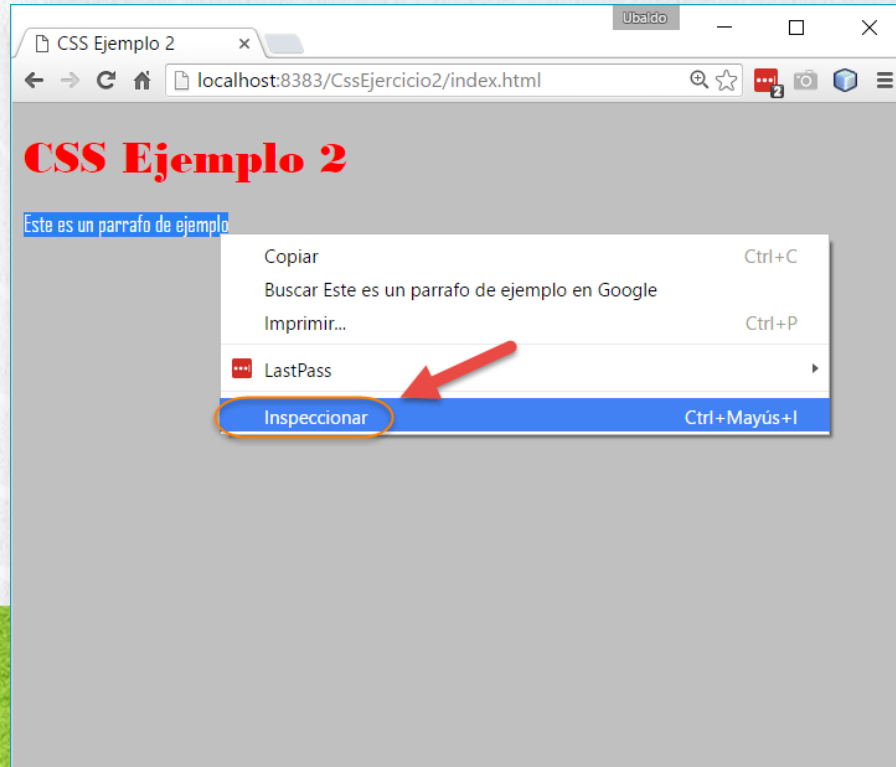 Ubaldo
CSS Ejemplo 2
localhost:8383/CssEjercicio2/index.html
2
CSS Ejemplo 2
Este es un parrafo de ejemplo
Copiar Ctrl+C
Buscar Este es un parrafo de ejemplo en Google
Imprimir... Ctrl+P
LastPass
Inspeccionar Ctrl+Mayús+I